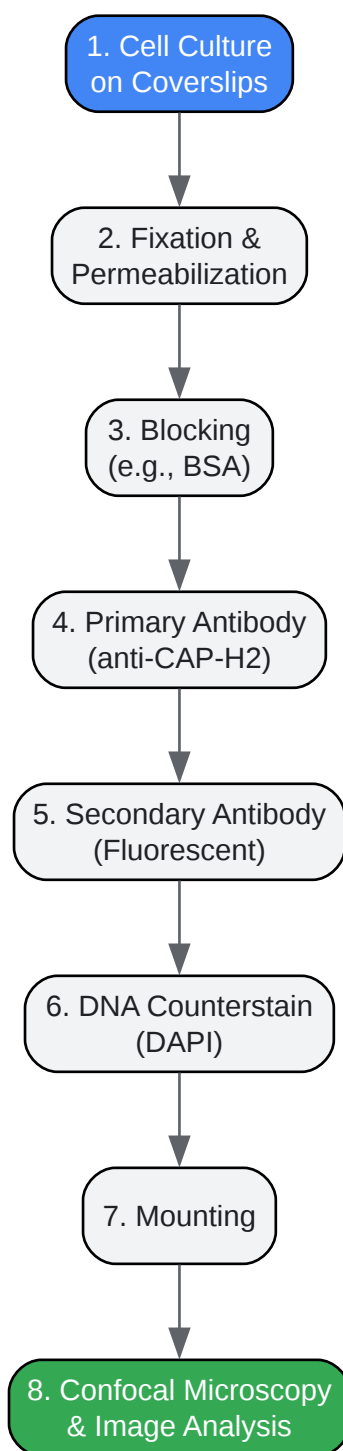 1. Cell Culture
on Coverslips
2. Fixation &
Permeabilization
3. Blocking
(e.g., BSA)
4. Primary Antibody
(anti-CAP-H2)
5. Secondary Antibody
(Fluorescent)
6. DNA Counterstain
(DAPI)
7. Mounting
8. Confocal Microscopy
& Image Analysis